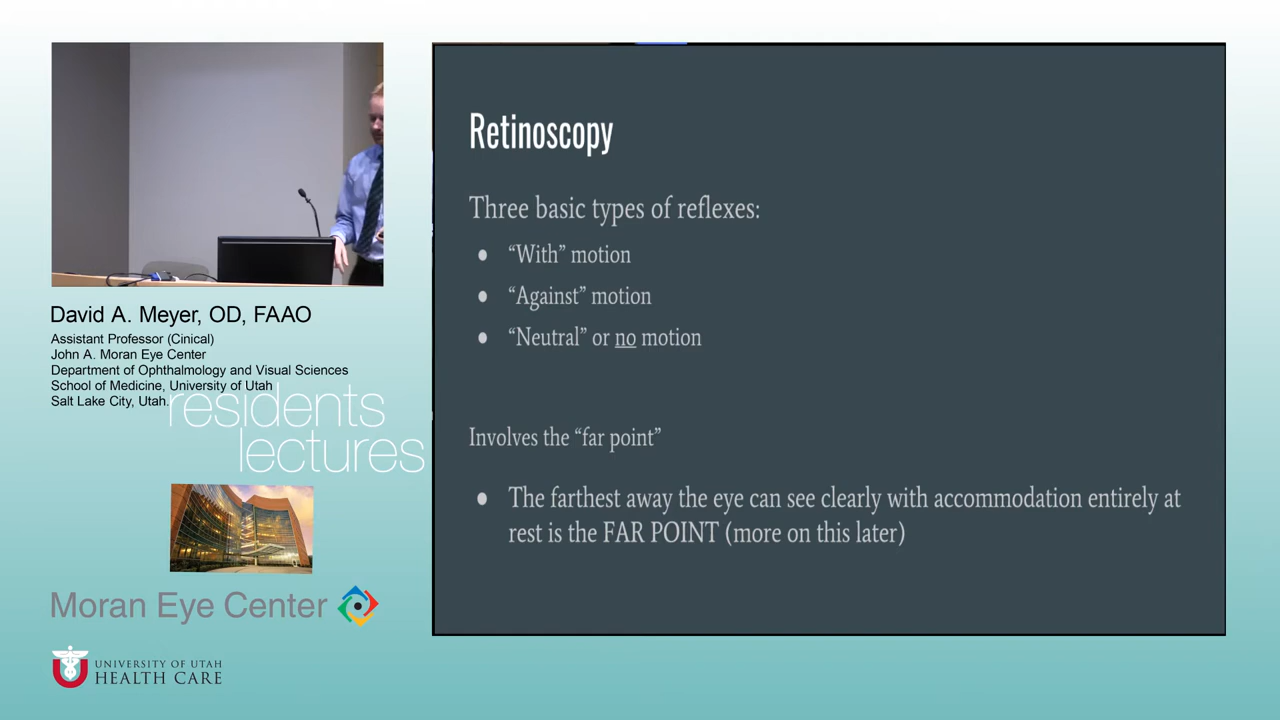 Retinoscopy
Three basic types of reflexes:
● “With” motion
● “Against” motion
● “Neutral” or no motion
Involves the “far point”
● The farthest away the eye can see clearly with accommodation entirely at
rest is the FAR POINT (more on this later)
David A. Meyer, OD, FAAO
Assistant Professor (Cinical)
John A. Moran Eye Center
Department of Ophthalmology and Visual Sciences
School of Medicine, University of Utah
Salt Lake City, Utah.
residents
lectures
Moran Eye Center
U
UNIVERSITY OF UTAH
HEALTH CARE